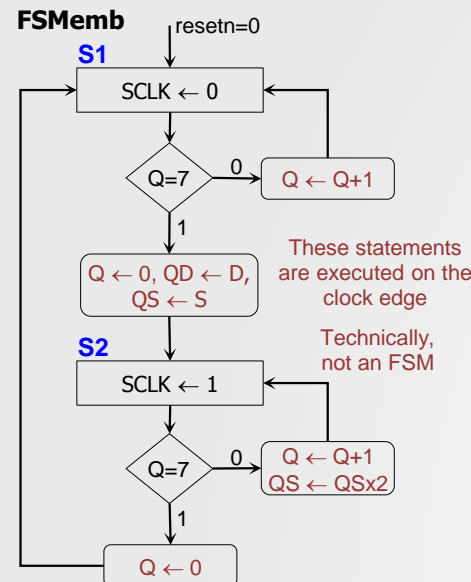 FSMemb
resetn=0
S1
SCLK ← 0
Q=7
0
Q ← Q+1
1
Q ← 0, QD ← D,
QS ← S
These statements
are executed on the
clock edge
Technically,
not an FSM
S2
SCLK ← 1
Q=7
0
Q ← Q+1
QS ← QSx2
1
Q ← 0